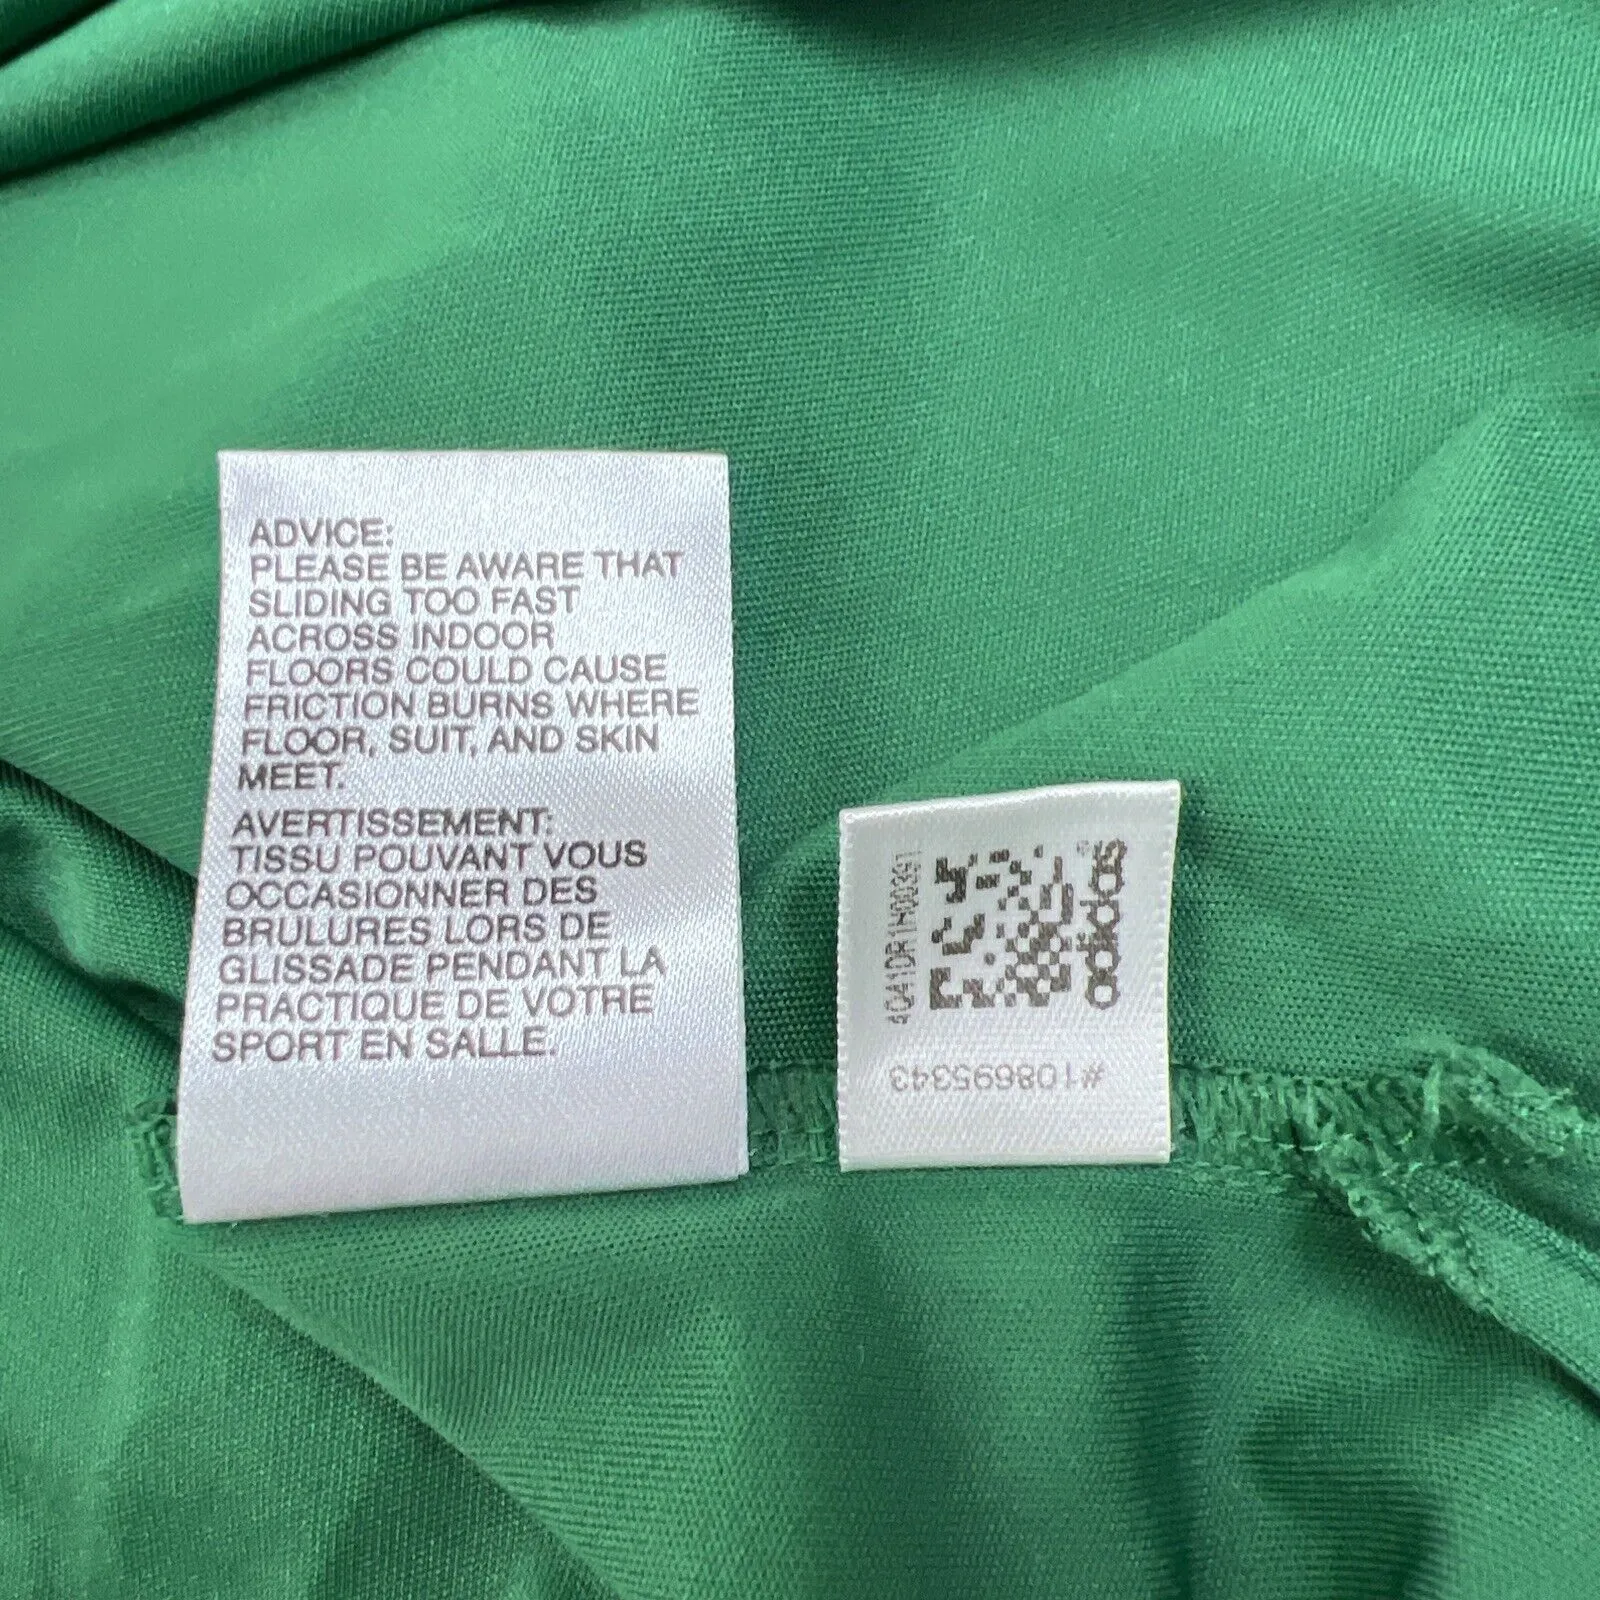 ADVICE:
PLEASE BE AWARE THAT
SLIDING TOO FAST
ACROSS INDOOR
FLOORS COULD CAUSE
FRICTION BURNS WHERE
FLOOR, SUIT, AND SKIN
MEET.
AVERTISSEMENT:
TISSU POUVANT VOUS
OCCASIONNER DES
BRULURES LORS DE
GLISSADE PENDANT LA
PRACTIQUE DE VOTRE
SPORT EN SALLE.
4Q41DR1H00391
adidas
#108695343